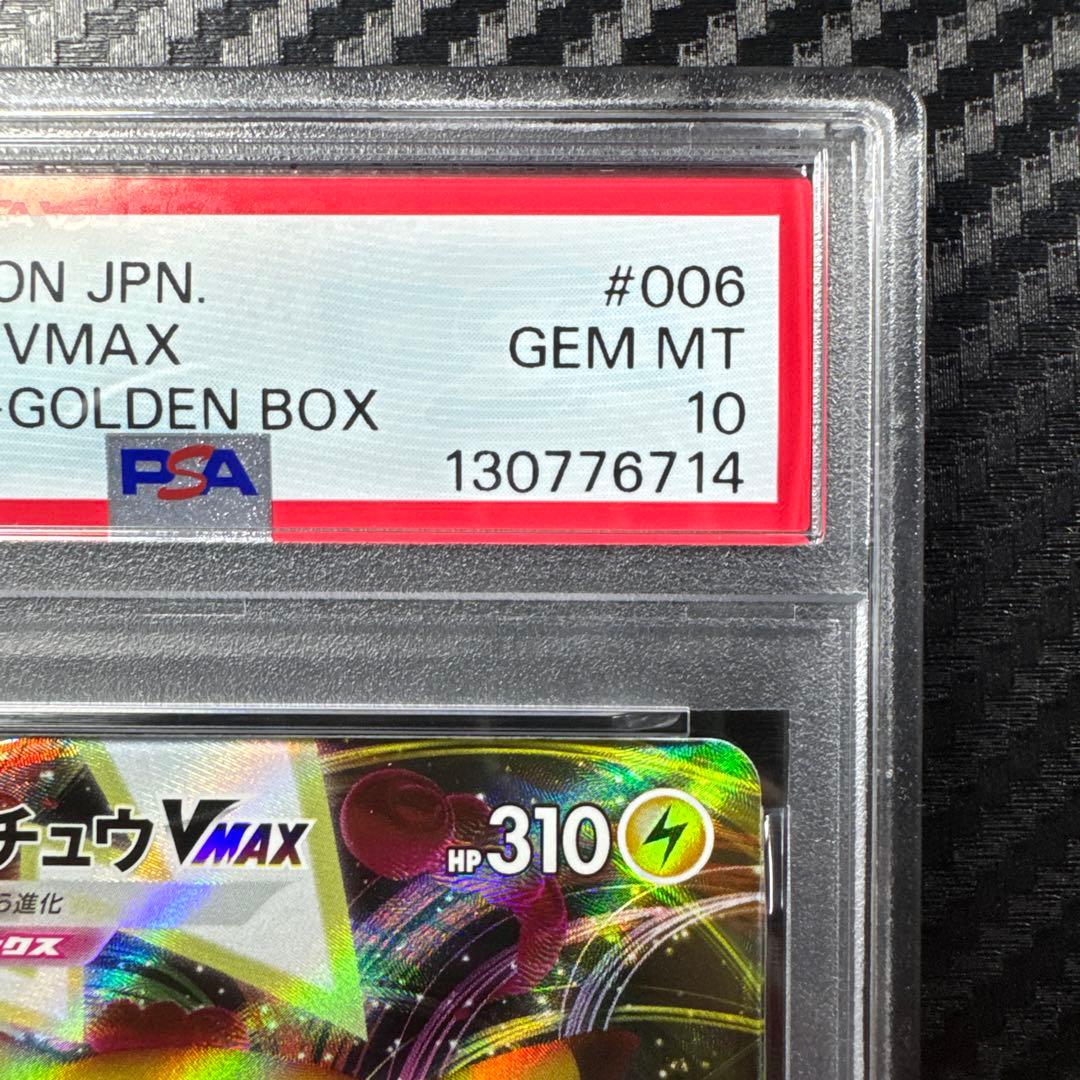 ON JPN.
#006
VMAX
GEM MT
-GOLDEN BOX
10
PSA
130776714
チュウVMAX
HP310
ら進化
ックス